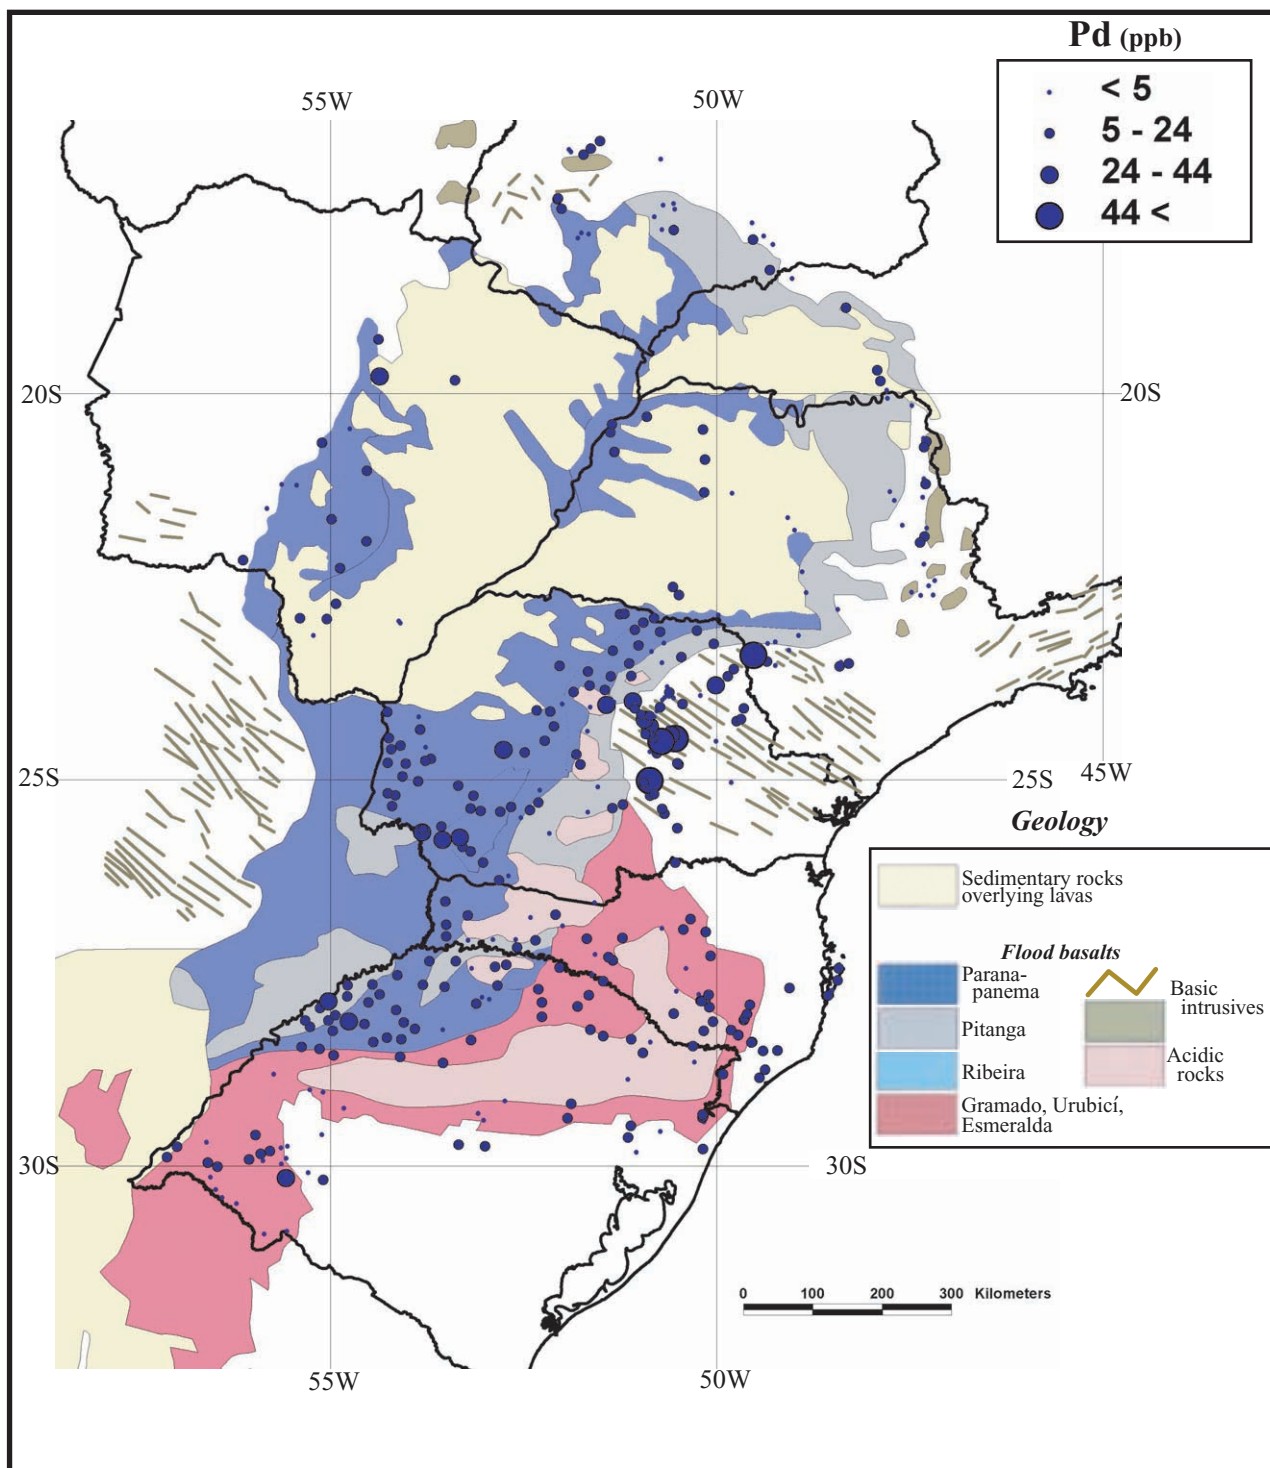 Pd (ppb)
< 5
5 - 24
24 - 44
44 <
55W
50W
20S
20S
25S
25S
45W
Geology
Sedimentary rocks
overlying lavas
Flood basalts
Parana-
panema
Pitanga
Ribeira
Gramado, Urubicí,
Esmeralda
Basic
intrusives
Acidic
rocks
30S
30S
0 100 200 300 Kilometers
55W
50W